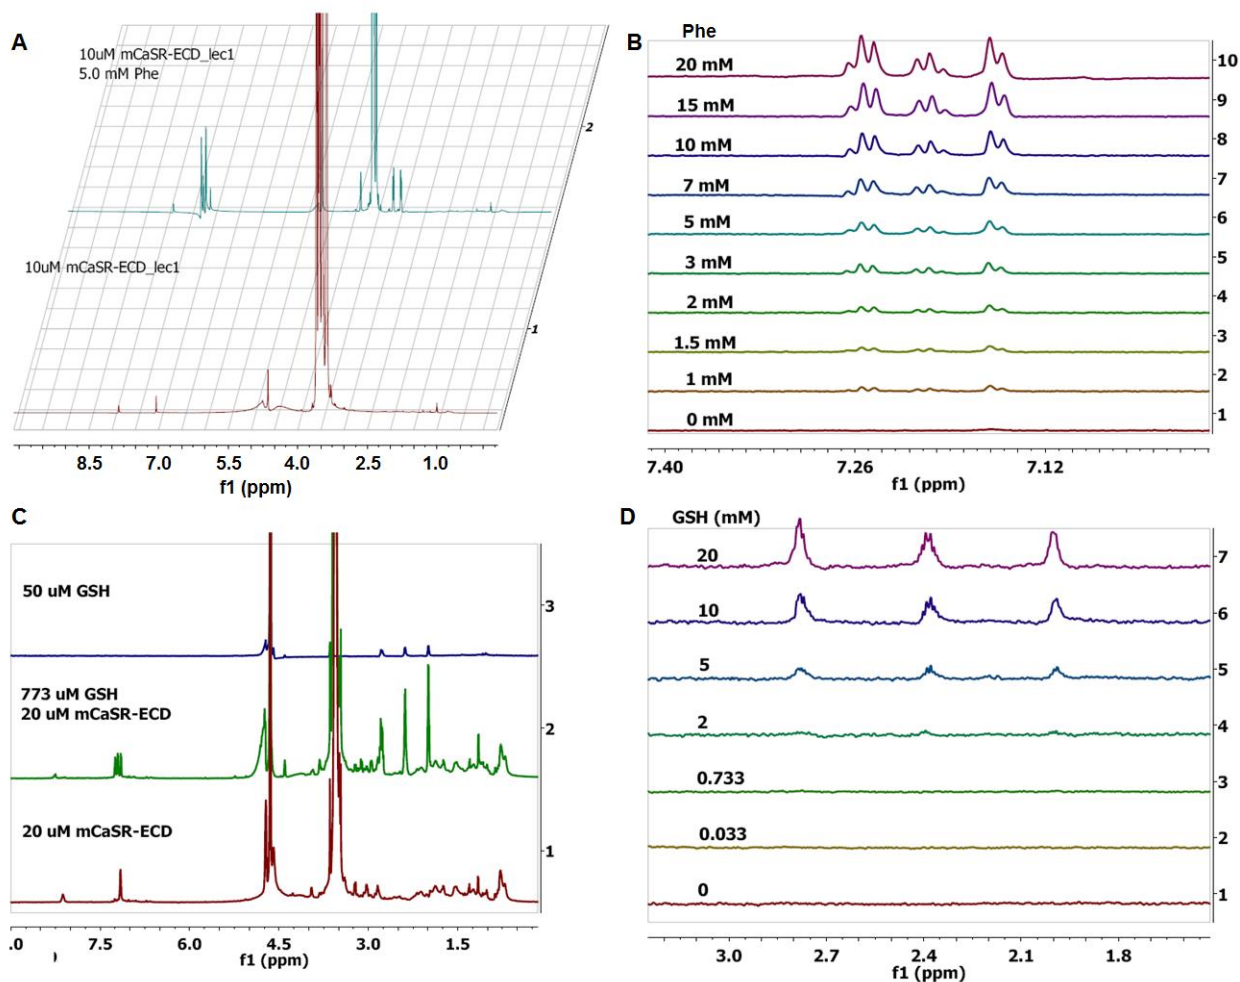 A
10uM mCaSR-ECD_lec1
5.0 mM Phe
2
10uM mCaSR-ECD_lec1
1
8.5 7.0 5.5 4.0 2.5 1.0
f1 (ppm)
B
Phe
20 mM
10
15 mM
9
10 mM
8
7 mM
7
5 mM
6
3 mM
5
2 mM
4
1.5 mM
3
1 mM
2
0 mM
1
7.40 7.26 7.12
f1 (ppm)
C
50 uM GSH
3
773 uM GSH
20 uM mCaSR-ECD
2
20 uM mCaSR-ECD
1
.0 7.5 6.0 4.5 3.0 1.5
f1 (ppm)
D
GSH (mM)
20
7
10
6
5
5
2
4
0.733
3
0.033
2
0
1
3.0 2.7 2.4 2.1 1.8
f1 (ppm)